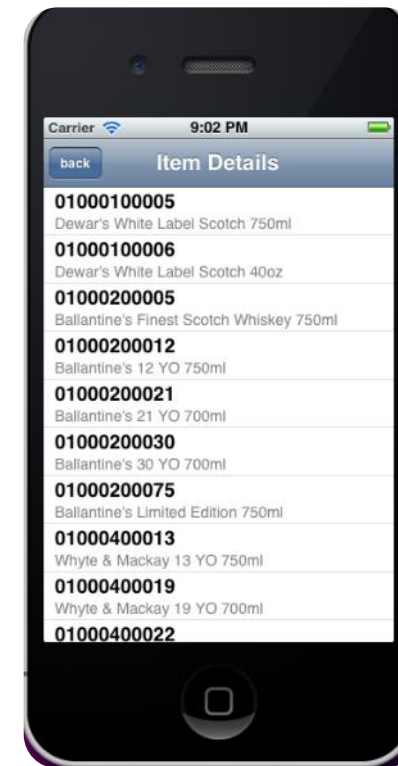 Carrier 9:02 PM
back Item Details
01000100005
Dewar's White Label Scotch 750ml
01000100006
Dewar's White Label Scotch 40oz
01000200005
Ballantine's Finest Scotch Whiskey 750ml
01000200012
Ballantine's 12 YO 750ml
01000200021
Ballantine's 21 YO 700ml
01000200030
Ballantine's 30 YO 700ml
01000200075
Ballantine's Limited Edition 750ml
01000400013
Whyte & Mackay 13 YO 750ml
01000400019
Whyte & Mackay 19 YO 700ml
01000400022